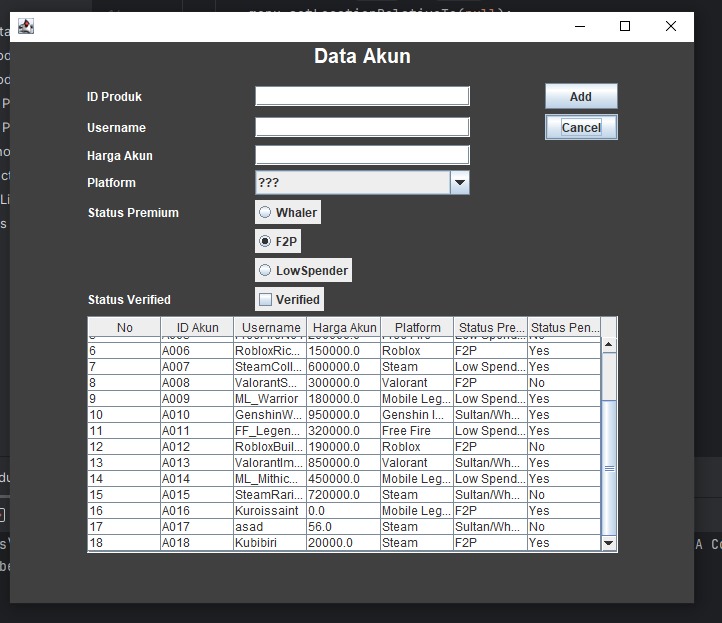 Data Akun
ID Produk
Add
Username
Cancel
Harga Akun
Platform ???
Status Premium Whaler
F2P
LowSpender
Status Verified Verified
No ID Akun Username Harga Akun Platform Status Pre... Status Pen...
6 A006 RobloxRic... 150000.0 Roblox F2P Yes
7 A007 SteamColl... 600000.0 Steam Low Spend... Yes
8 A008 ValorantS... 300000.0 Valorant F2P No
9 A009 ML_Warrior 180000.0 Mobile Leg... Low Spend... Yes
10 A010 GenshinW... 950000.0 Genshin I... Sultan/Wh... Yes
11 A011 FF_Legen... 320000.0 Free Fire Low Spend... Yes
12 A012 RobloxBuil... 190000.0 Roblox F2P No
13 A013 ValorantIm... 850000.0 Valorant Sultan/Wh... Yes
14 A014 ML_Mithic... 450000.0 Mobile Leg... Low Spend... Yes
15 A015 SteamRari... 720000.0 Steam Sultan/Wh... No
16 A016 Kuroissaint 0.0 Mobile Leg... F2P Yes
17 A017 asad 56.0 Steam Sultan/Wh... No
18 A018 Kubibiri 20000.0 Steam F2P Yes